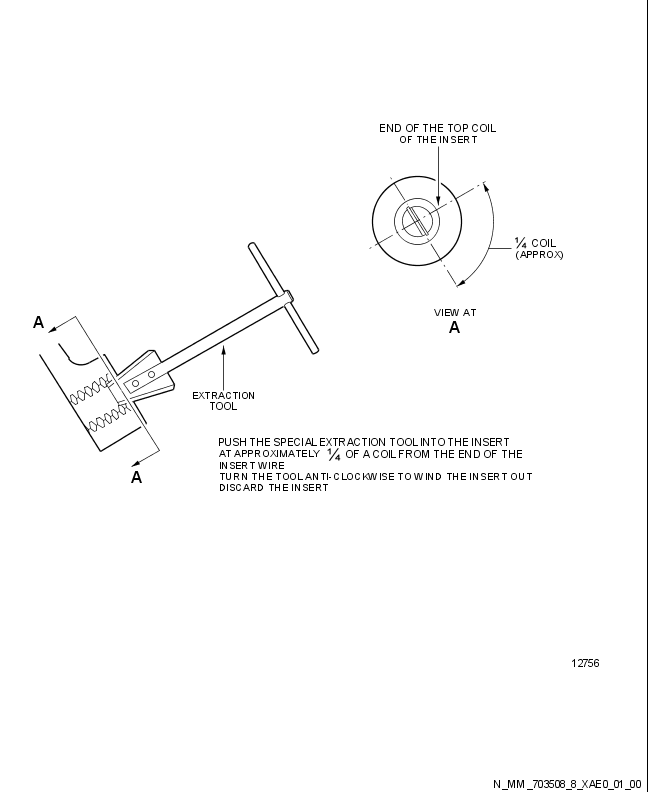 END OF THE TOP COIL
OF THE INSERT
¼ COIL
(APPROX)
VIEW AT
A
A
EXTRACTION
TOOL
A
PUSH THE SPECIAL EXTRACTION TOOL INTO THE INSERT
AT APPROXIMATELY ¼ OF A COIL FROM THE END OF THE
INSERT WIRE
TURN THE TOOL ANTI-CLOCKWISE TO WIND THE INSERT OUT
DISCARD THE INSERT
12756
N_MM_703508_8_XAE0_01_00